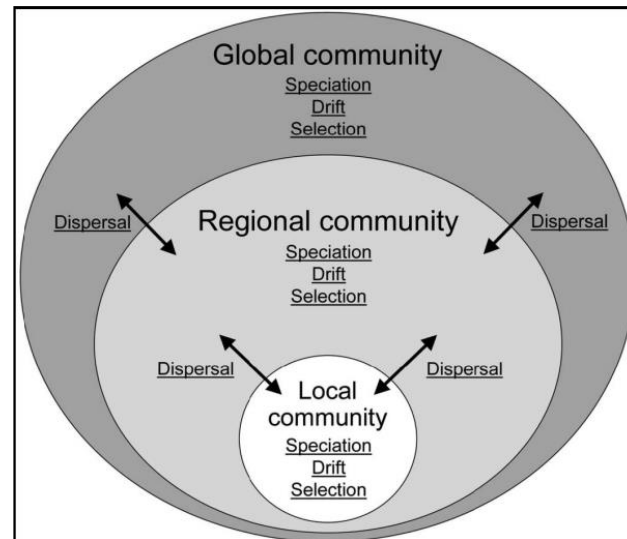 Global community
Speciation
Drift
Selection
Dispersal
Dispersal
Regional community
Speciation
Drift
Selection
Dispersal
Dispersal
Local
community
Speciation
Drift
Selection